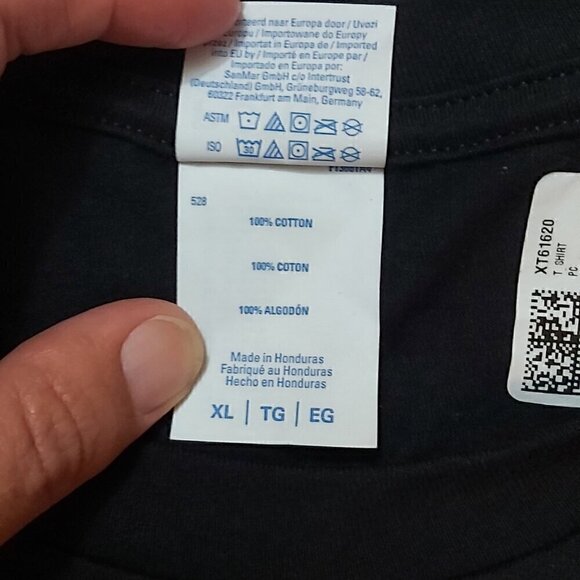 naar Europa door / Uvozi
Europu / Importowane do Europy
przez / Importat in Europa de / Imported
into EU by / Importé en Europe par /
Importado en Europa por:
SanMar GmbH c/o Intertrust
(Deutschland) GmbH, Grüneburgweg 58-62,
60322 Frankfurt am Main, Germany
ASTM
ISO 30
528
100% COTTON
100% COTON
100% ALGODÓN
Made in Honduras
Fabriqué au Honduras
Hecho en Honduras
XL | TG | EG
XT61620
T SHIRT
PC